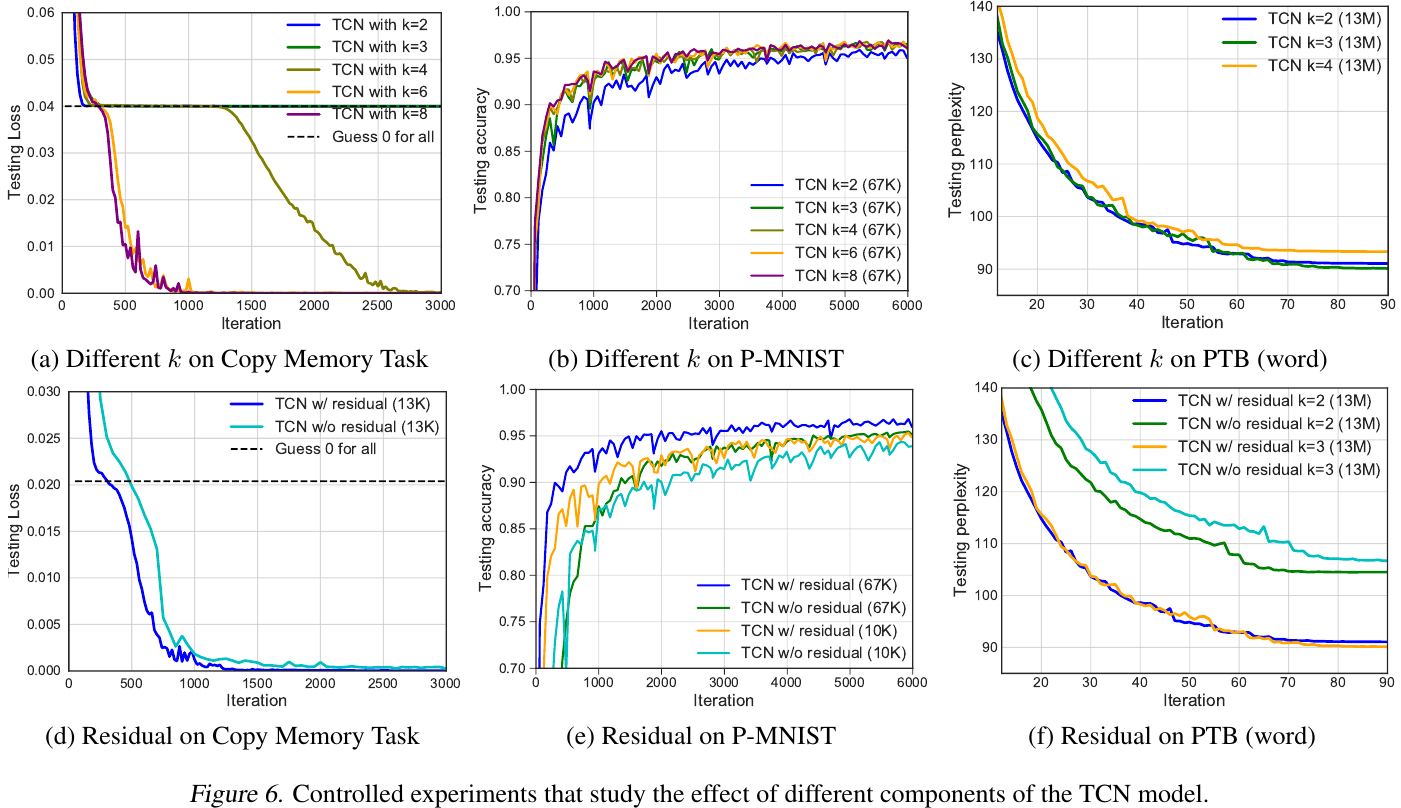 0.06
0.05
0.04
0.03
0.02
0.01
0.00
0
500
1000
1500
2000
2500
3000
Testing Loss
Iteration
TCN with k=2
TCN with k=3
TCN with k=4
TCN with k=6
TCN with k=8
Guess 0 for all
(a) Different k on Copy Memory Task
1.00
0.95
0.90
0.85
0.80
0.75
0.70
0
1000
2000
3000
4000
5000
6000
Testing accuracy
Iteration
TCN k=2 (67K)
TCN k=3 (67K)
TCN k=4 (67K)
TCN k=6 (67K)
TCN k=8 (67K)
(b) Different k on P-MNIST
140
130
120
110
100
90
20
30
40
50
60
70
80
90
Testing perplexity
Iteration
TCN k=2 (13M)
TCN k=3 (13M)
TCN k=4 (13M)
(c) Different k on PTB (word)
0.030
0.025
0.020
0.015
0.010
0.005
0.000
0
500
1000
1500
2000
2500
3000
Testing Loss
Iteration
TCN w/ residual (13K)
TCN w/o residual (13K)
Guess 0 for all
(d) Residual on Copy Memory Task
1.00
0.95
0.90
0.85
0.80
0.75
0.70
0
1000
2000
3000
4000
5000
6000
Testing accuracy
Iteration
TCN w/ residual (67K)
TCN w/o residual (67K)
TCN w/ residual (10K)
TCN w/o residual (10K)
(e) Residual on P-MNIST
140
130
120
110
100
90
20
30
40
50
60
70
80
90
Testing perplexity
Iteration
TCN w/ residual k=2 (13M)
TCN w/o residual k=2 (13M)
TCN w/ residual k=3 (13M)
TCN w/o residual k=3 (13M)
(f) Residual on PTB (word)
Figure 6. Controlled experiments that study the effect of different components of the TCN model.